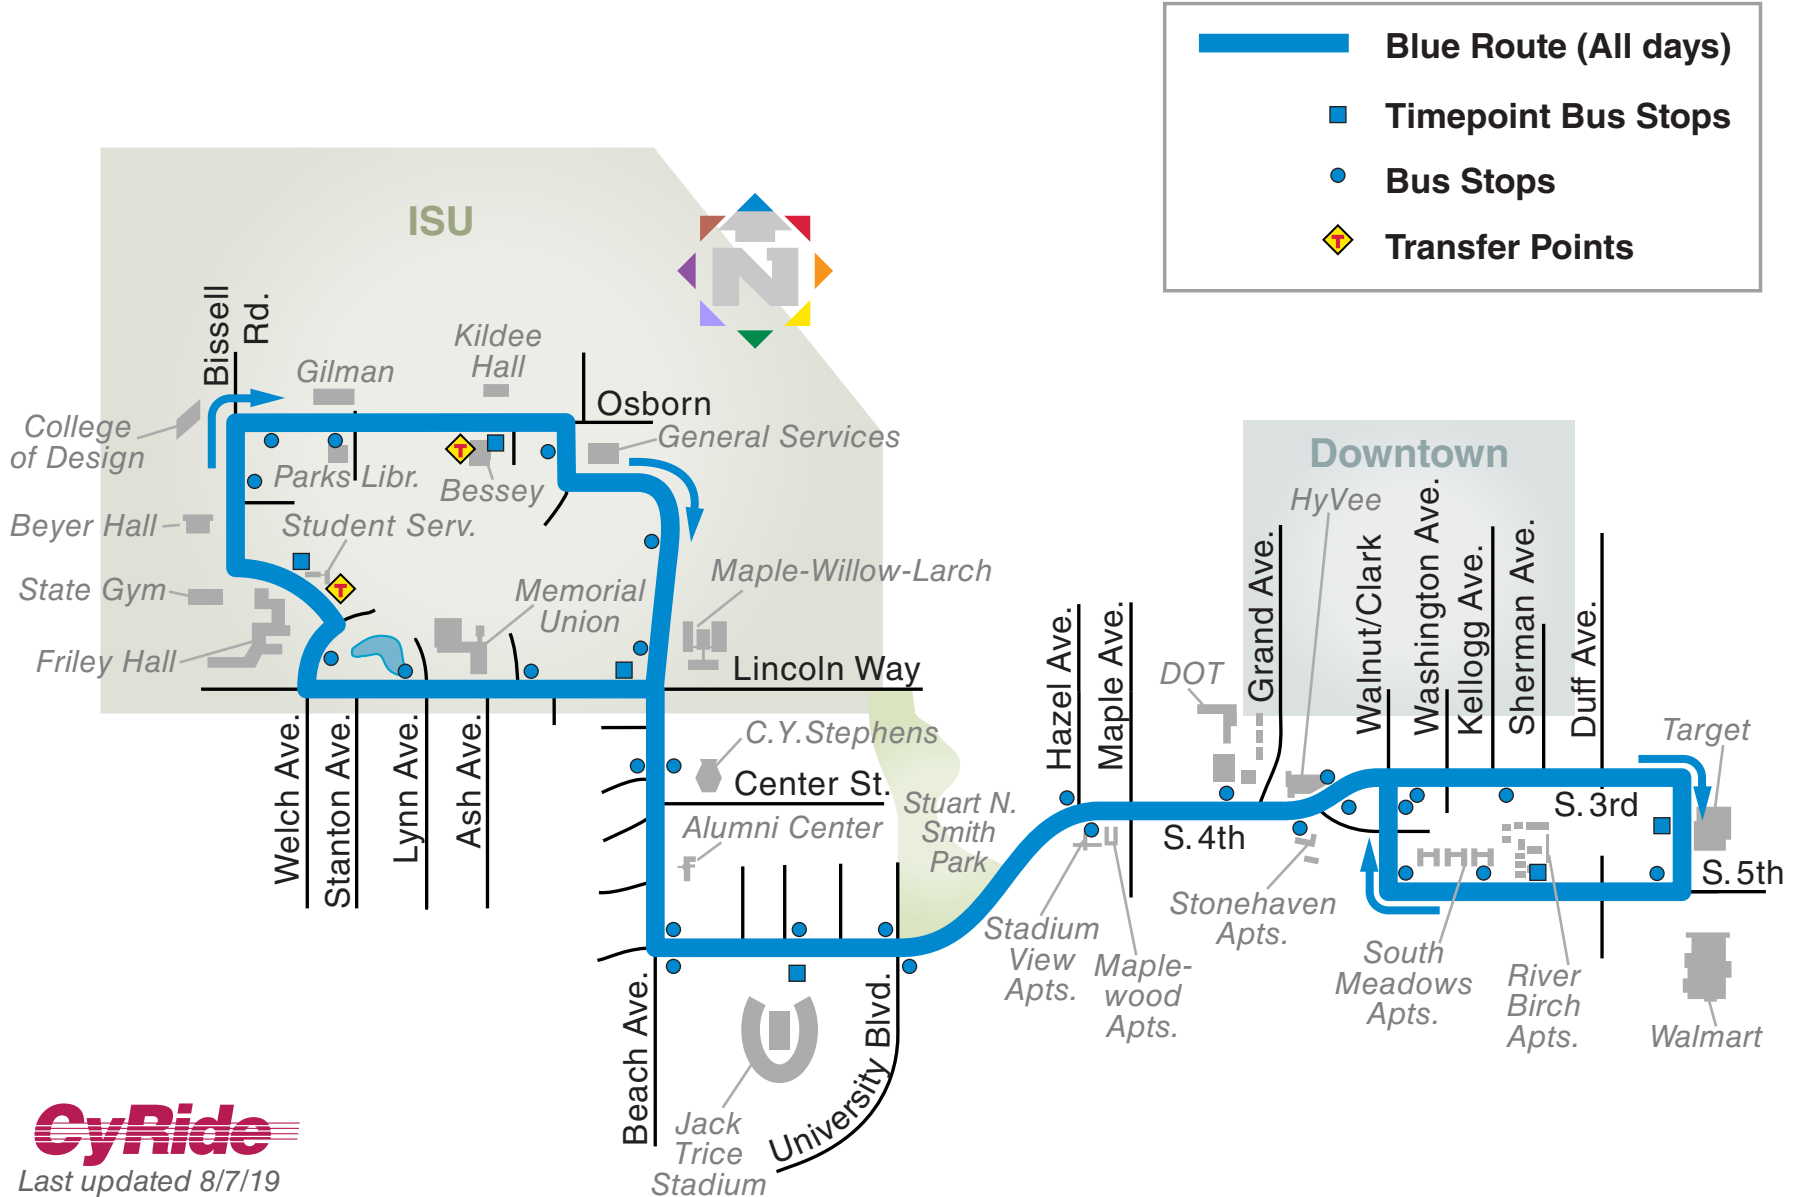 Blue Route (All days)
Timepoint Bus Stops
Bus Stops
T
Transfer Points
ISU
N
Bissell
Rd.
Kildee
Hall
Gilman
Osborn
College
of Design
General Services
Parks Libr.
T
Bessey
Beyer Hall
Student Serv.
State Gym
T
Memorial
Union
Maple-Willow-Larch
Friley Hall
Lincoln Way
Welch Ave.
Stanton Ave.
Lynn Ave.
Ash Ave.
C.Y.Stephens
Center St.
Alumni Center
Stuart N.
Smith
Park
Beach Ave.
University Blvd.
Jack
Trice
Stadium
Hazel Ave.
Maple Ave.
DOT
S. 4th
Stadium
View
Apts.
Maple-
wood
Apts.
Downtown
HyVee
Grand Ave.
Walnut/Clark
Washington Ave.
Kellogg Ave.
Sherman Ave.
Duff Ave.
Target
S. 3rd
S. 5th
Stonehaven
Apts.
South
Meadows
Apts.
River
Birch
Apts.
Walmart
CyRide
Last updated 8/7/19